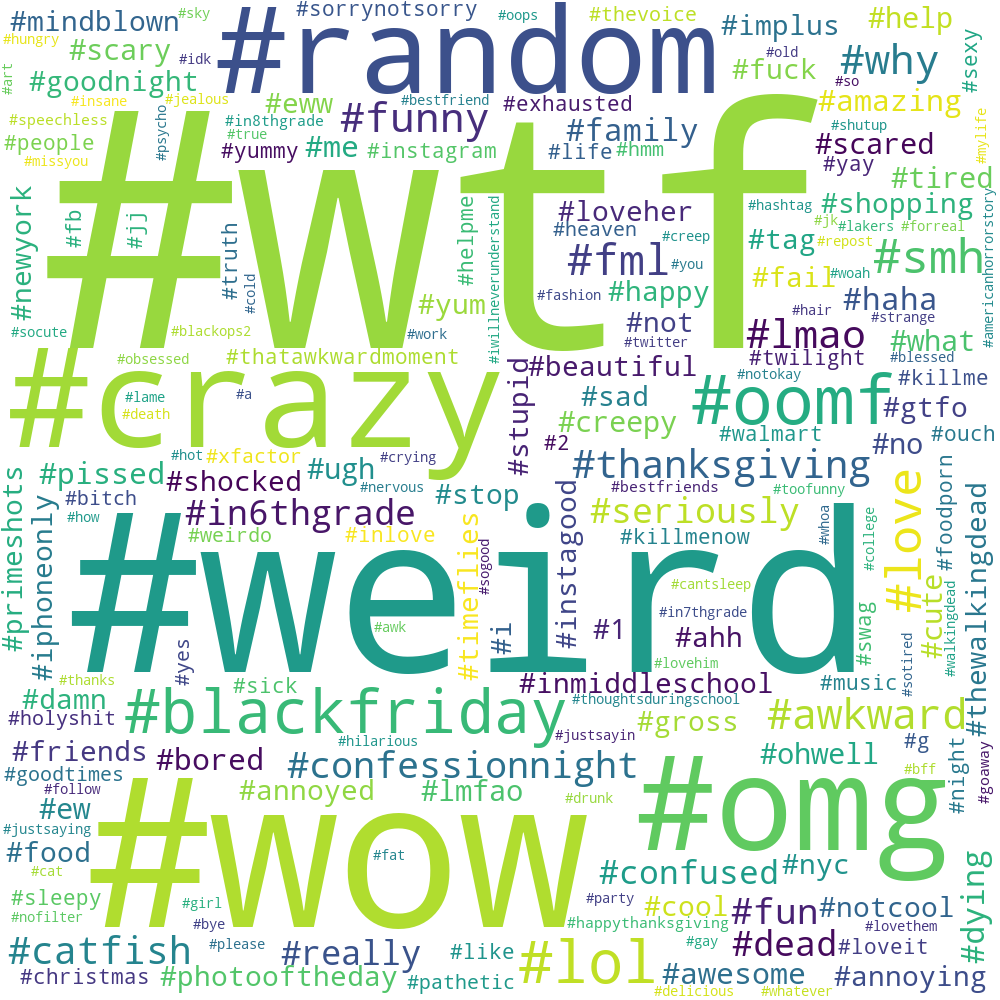 #mindblown #sky #sorrynotsorry #oops #thevoice #implus #help
#hungry #scary #idk #random #old #why #sexy
#art #goodnight #fuck #so
#insane #jealous #eww #bestfriend #exhausted #amazing
#speechless #psycho #in8thgrade #funny #family #shutup #mylife
#people #true #yummy #me #instagram #life #hmm #scared
#missyou #wtf #yay #tired
#newyork #fb #jj #truth #helpme #iwillneverunderstand #loveher #hashtag #shopping #americanhorrorstory
#heaven #creep #tag #jk #lakers #forreal
#cold #fml #you #repost #smh
#yum #fashion #happy #fail #woah
#socute #blackops2 #work #not #hair #haha #strange
#twitter #lmao #what
#crazy #obsessed #thatawkwardmoment #stupid #beautiful #twilight #blessed
#lame #a #sad #oomf #notokay #killme
#death #creepy #walmart #gtfo
#hot #xfactor #crying #2 #no #ouch
#primeshots #pissed #shocked #ugh #nervous #thanksgiving #love #foodporn #thewalkingdead
#iphoneonly #bitch #stop #instagood #bestfriends #toofunny
#how #in6thgrade #seriously #whoa #college
#weirdo #inlove #timeflies #sogood #killmenow
#weird #cantsleep #cute #walkingdead
#yes #awk #i #1 #in7thgrade #ahh #swag #sotired
#thanks #sick #inmiddleschool #lovehim #music
#damn #blackfriday #thoughtsduringschool #gross #awkward
#holyshit #hilarious #justsayin #g #night #goaway
#friends #bored #confessionnight #ohwell #bff
#goodtimes #follow #annoyed #lmfao #drunk #omg
#ew #wow
#justsaying #fat
#food #confused #nyc #dying
#cat
#sleepy #girl #party #cool #fun #notcool
#nofilter #bye #happythanksgiving #lovethem
#catfish #please #really #like #lol #gay #dead #loveit
#christmas #photooftheday #pathetic #awesome #annoying
#delicious #whatever